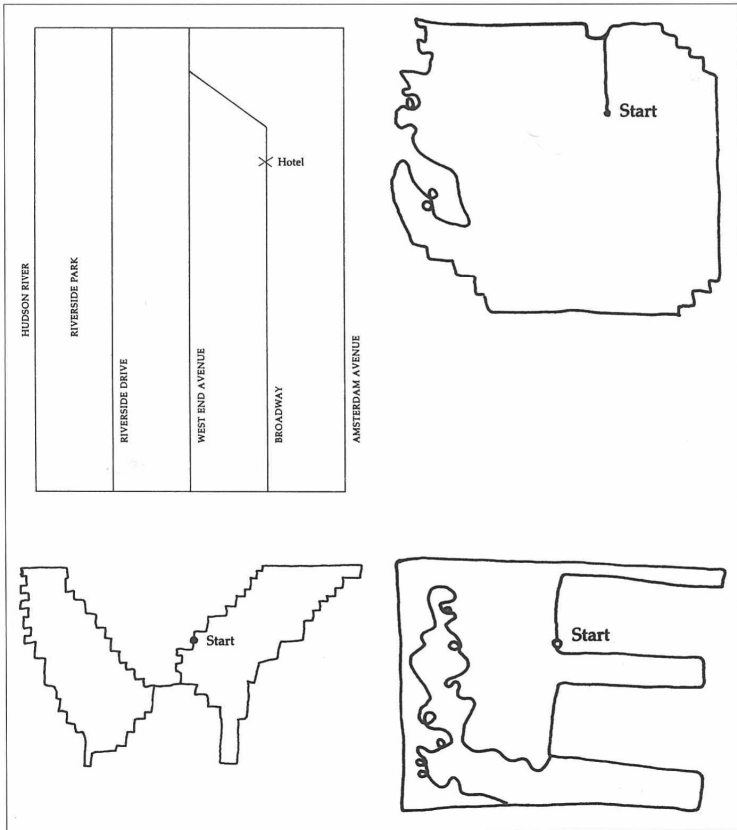 HUDSON RIVER
RIVERSIDE PARK
RIVERSIDE DRIVE
WEST END AVENUE
BROADWAY
AMSTERDAM AVENUE
Hotel
Start
Start
Start